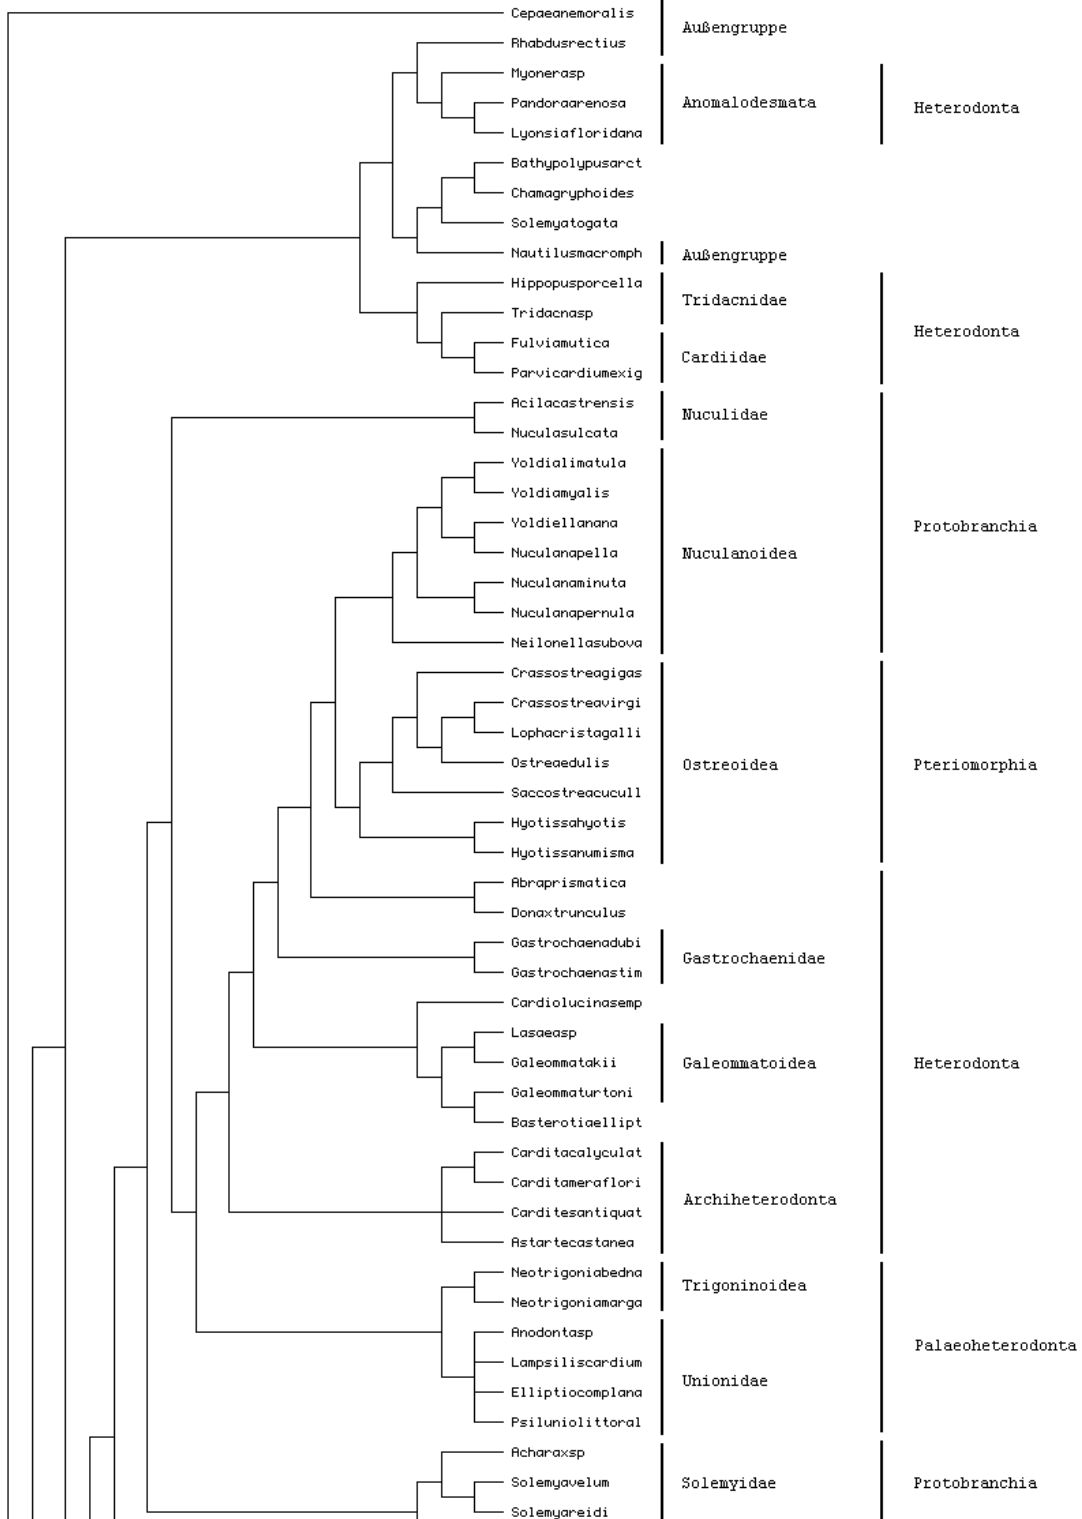 Cepaeanemoralis
Außengruppe
Rhabdusrectius
Myonerasp
Pandoraarenosa
Anomalodesmata
Heterodonta
Lyonsiafloridana
Bathypolypusarct
Chamagryphoides
Solemyatogata
Nautilusmacromph
Außengruppe
Hippopusporcella
Tridacnidae
Tridacnasp
Heterodonta
Fulviamutica
Cardiidae
Parvicardiumexig
Acilacastrensis
Nuculidae
Nuculasulcata
Yoldialimatula
Yoldiamyalis
Yoldiellanana
Protobranchia
Nuculanapella
Nuculanoidea
Nuculanaminuta
Nuculanapernula
Neilonellasubova
Crassostreagigas
Crassostreavirgi
Lophacristagalli
Ostreaedulis
Ostreoidea
Pteriomorphia
Saccostreacucull
Hyotissahyotis
Hyotissanumisma
Abraprismatica
Donaxtrunculus
Gastrochaenadubi
Gastrochaenidae
Gastrochaenastim
Cardiolucinasemp
Lasaeasp
Galeommatakii
Galeommatoidea
Heterodonta
Galeommaturtoni
Basterotiaellipt
Carditacalyculat
Carditameraflori
Archiheterodonta
Carditesantiquat
Astartecastanea
Neotrigoniabedna
Trigoninoidea
Neotrigoniamarga
Anodontasp
Palaeoheterodonta
Lampsiliscardium
Unionidae
Elliptiocomplana
Psiluniolittoral
Acharaxsp
Solemyavelum
Solemyidae
Protobranchia
Solemyareidi